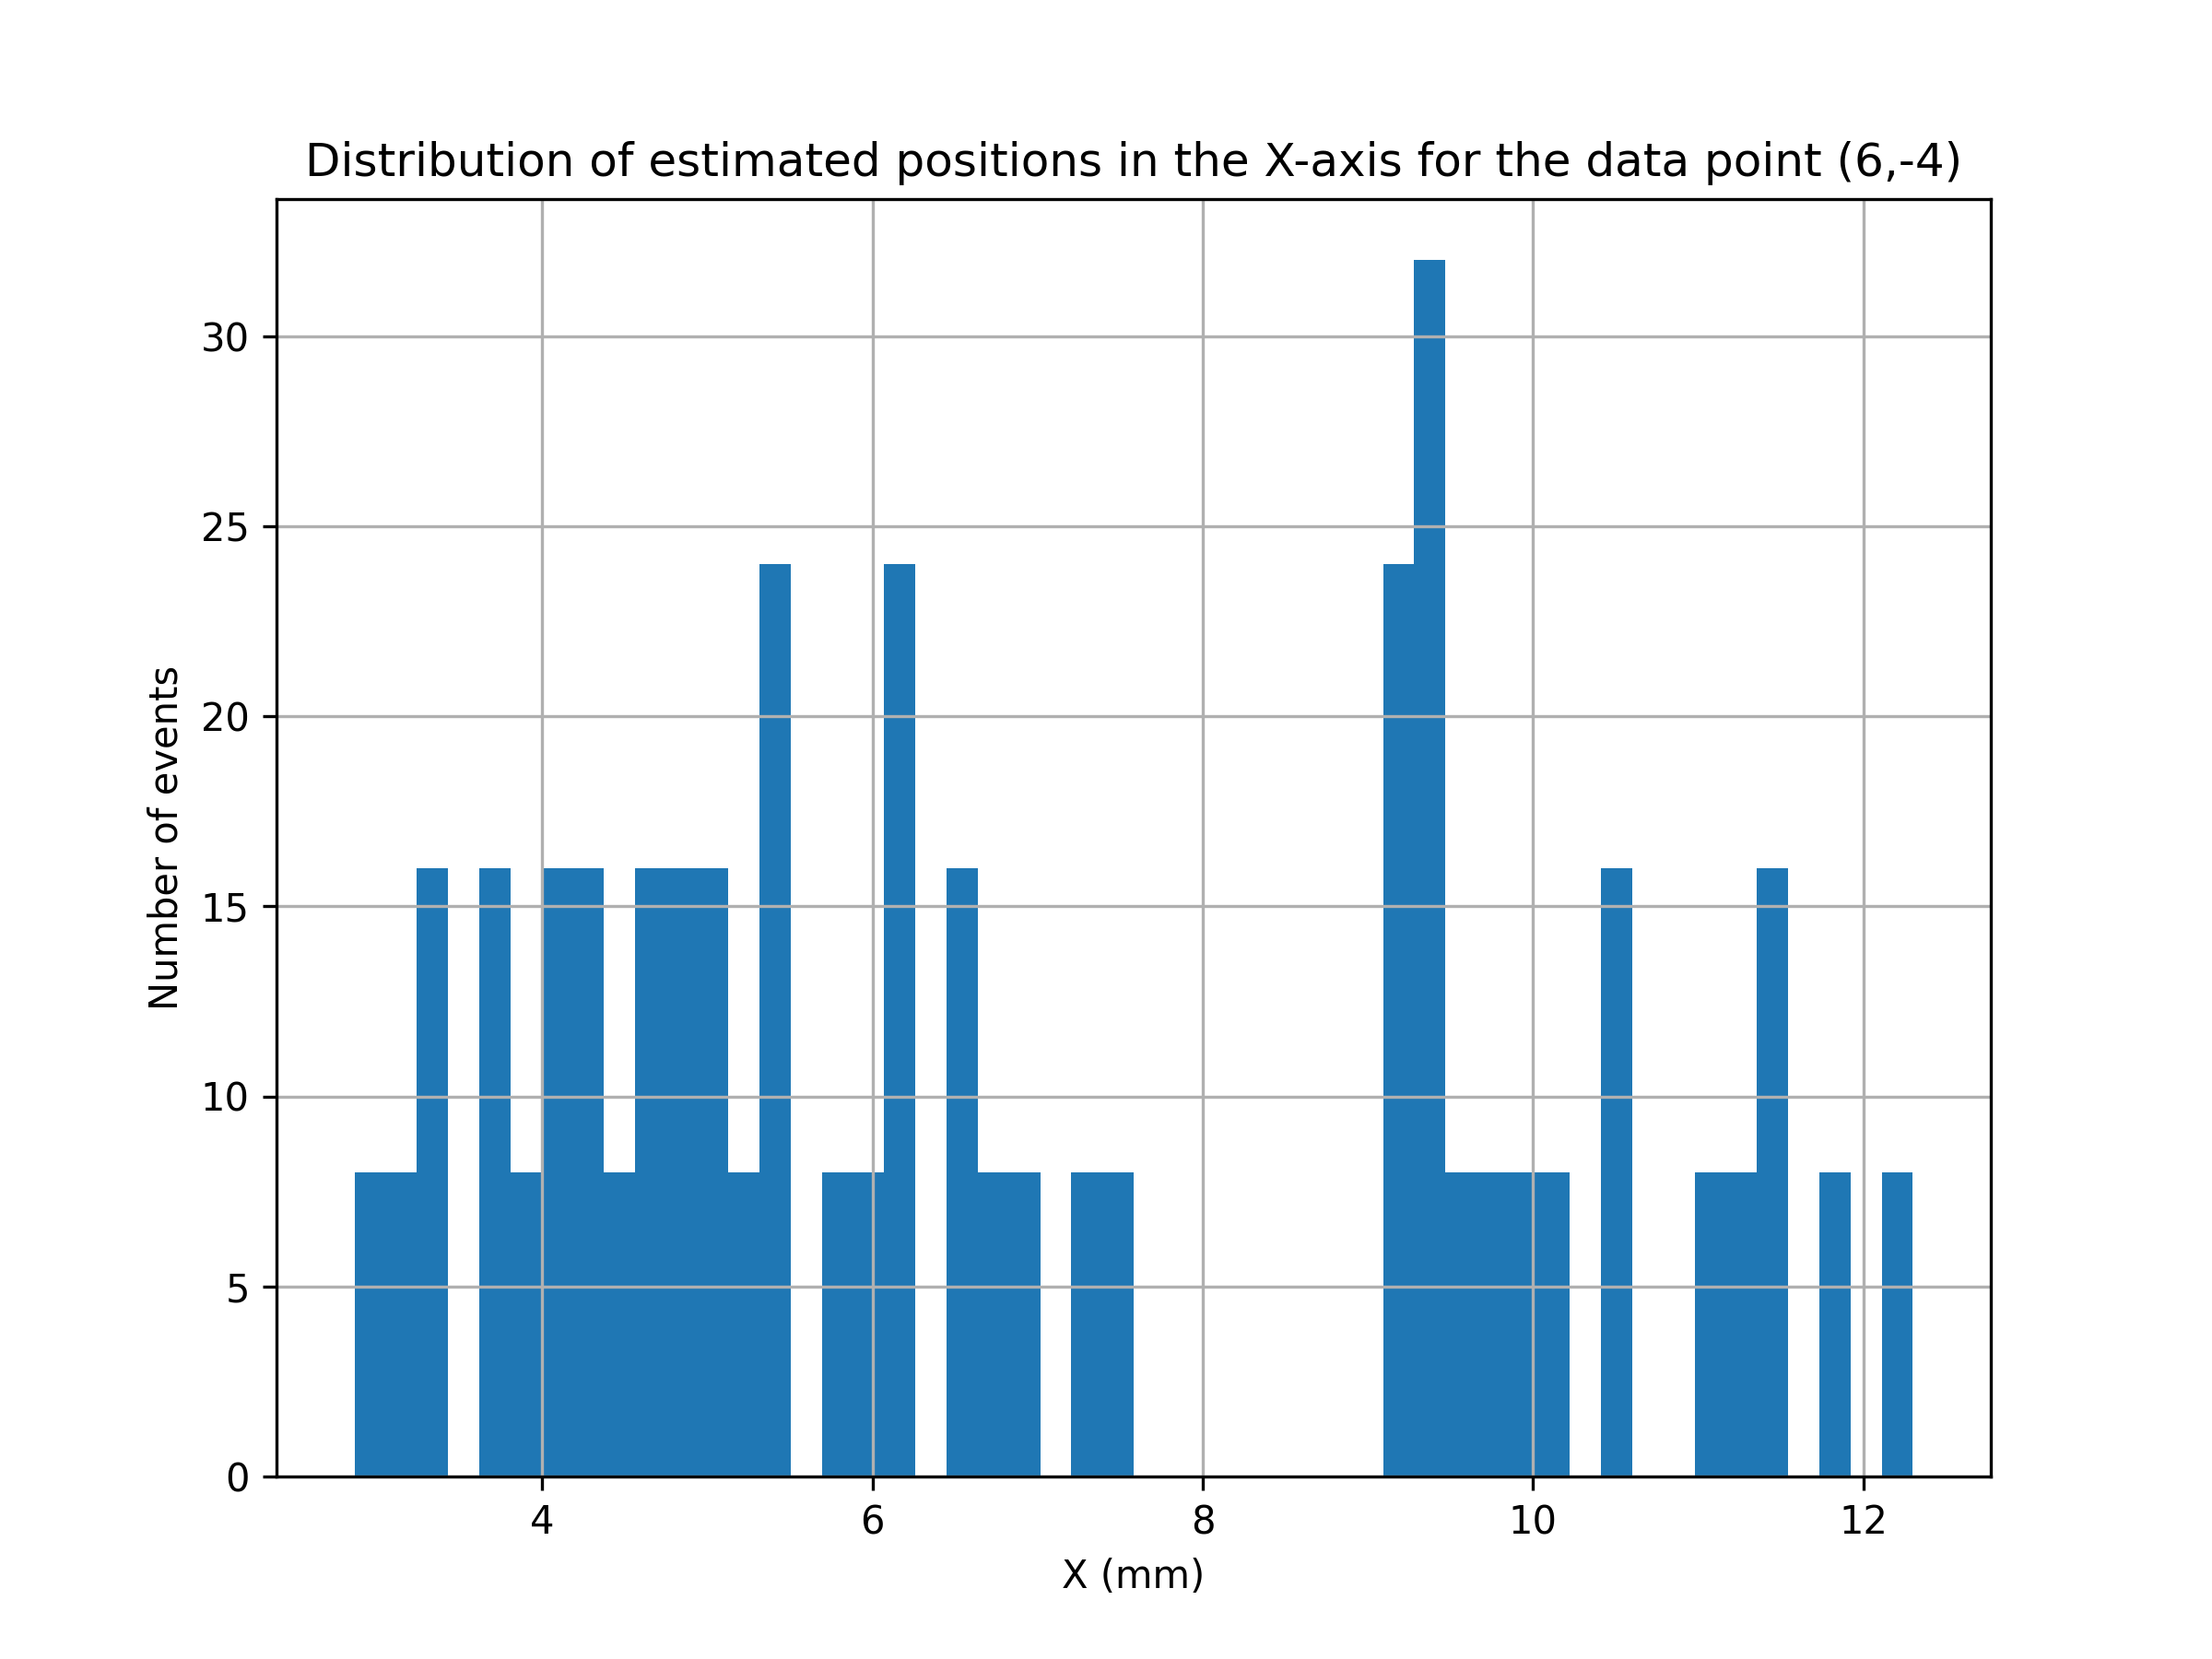 Distribution of estimated positions in the X-axis for the data point (6,-4)
30
25
20
15
10
5
0
Number of events
4 6 8 10 12
X (mm)